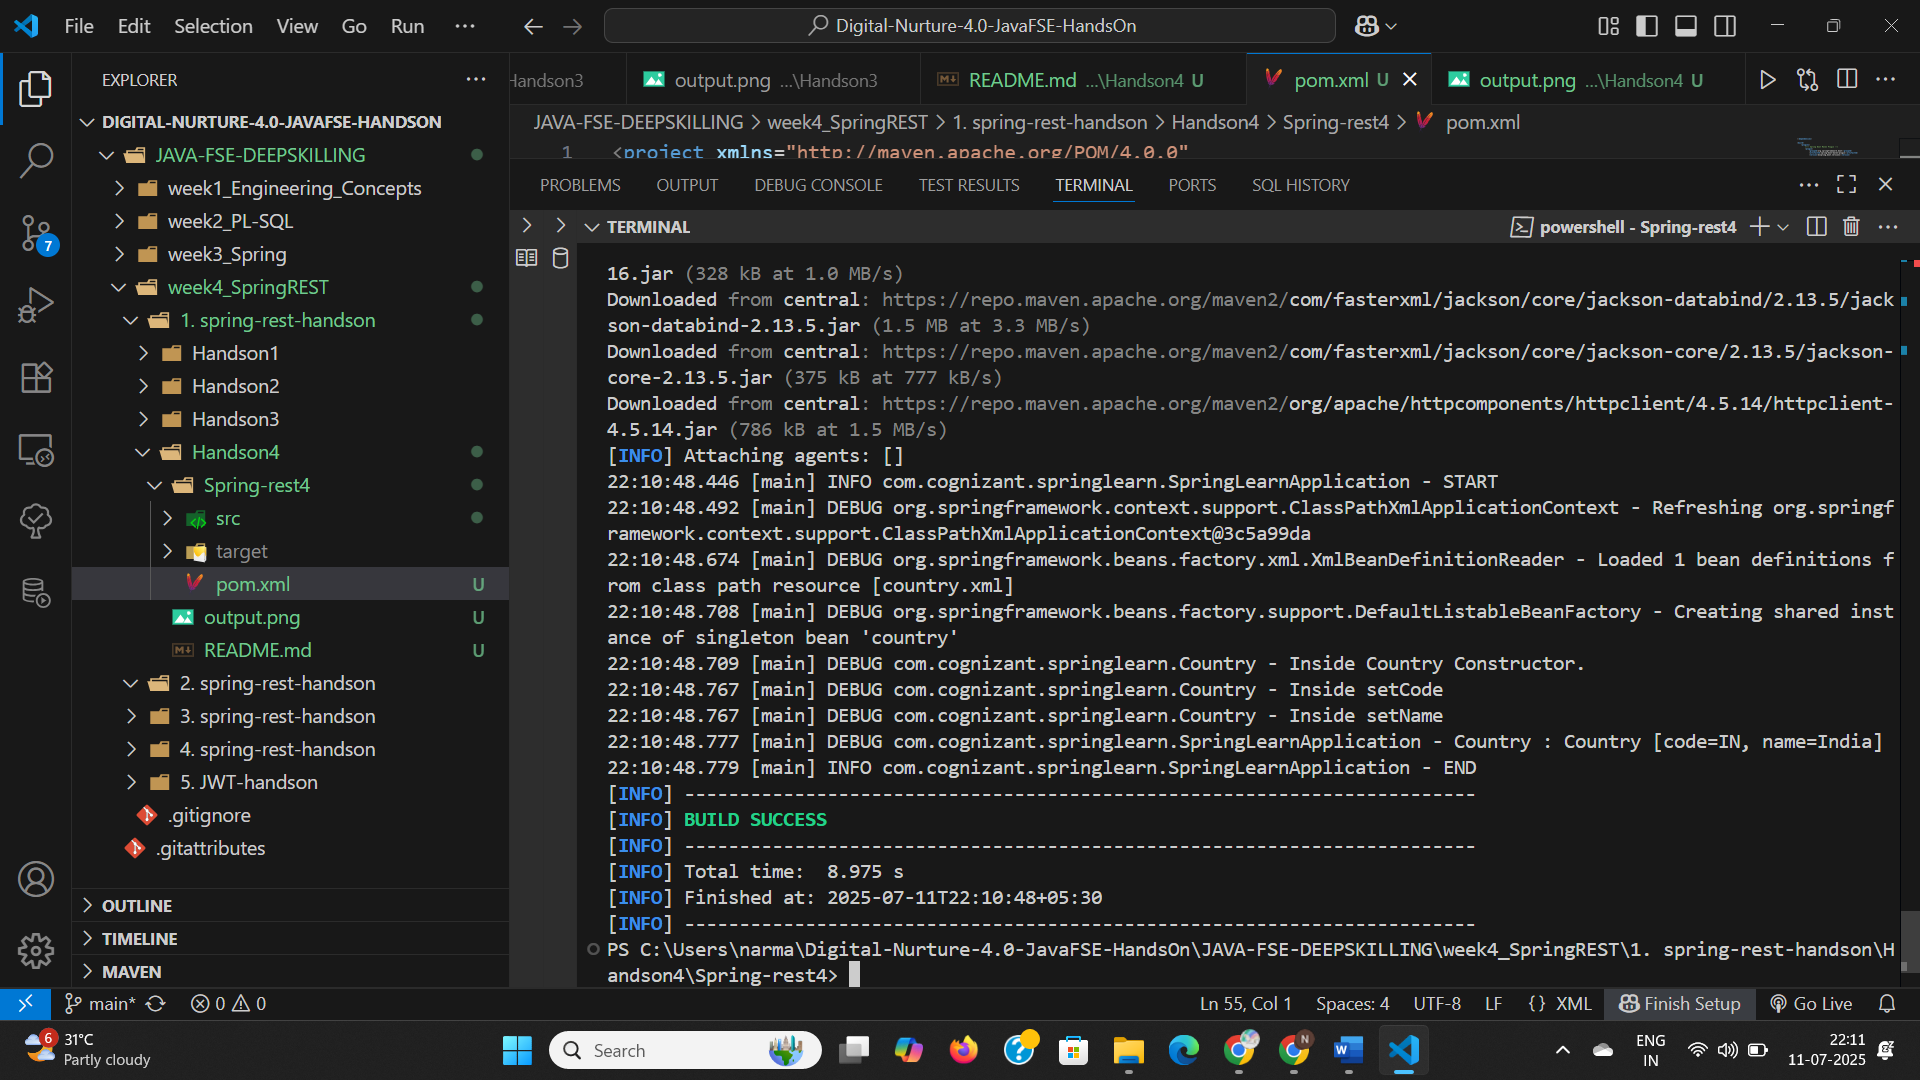 File Edit Selection View Go Run ···
Digital-Nurture-4.0-JavaFSE-HandsOn
EXPLORER
DIGITAL-NURTURE-4.0-JAVAFSE-HANDSON
JAVA-FSE-DEEPSKILLING
week1_Engineering_Concepts
week2_PL-SQL
week3_Spring
week4_SpringREST
1. spring-rest-handson
Handson1
Handson2
Handson3
Handson4
Spring-rest4
src
target
pom.xml U
output.png U
README.md U
2. spring-rest-handson
3. spring-rest-handson
4. spring-rest-handson
5. JWT-handson
.gitignore
.gitattributes
OUTLINE
TIMELINE
MAVEN
7
Handson3 output.png ...\Handson3 README.md ...\Handson4 U pom.xml U output.png ...\Handson4 U
JAVA-FSE-DEEPSKILLING > week4_SpringREST > 1. spring-rest-handson > Handson4 > Spring-rest4 > pom.xml
1 <project xmlns="http://maven.apache.org/POM/4.0.0"
PROBLEMS OUTPUT DEBUG CONSOLE TEST RESULTS TERMINAL PORTS SQL HISTORY
TERMINAL powershell - Spring-rest4
16.jar (328 kB at 1.0 MB/s)
Downloaded from central: https://repo.maven.apache.org/maven2/com/fasterxml/jackson/core/jackson-databind/2.13.5/jack
son-databind-2.13.5.jar (1.5 MB at 3.3 MB/s)
Downloaded from central: https://repo.maven.apache.org/maven2/com/fasterxml/jackson/core/jackson-core/2.13.5/jackson-
core-2.13.5.jar (375 kB at 777 kB/s)
Downloaded from central: https://repo.maven.apache.org/maven2/org/apache/httpcomponents/httpclient/4.5.14/httpclient-
4.5.14.jar (786 kB at 1.5 MB/s)
[INFO] Attaching agents: []
22:10:48.446 [main] INFO com.cognizant.springlearn.SpringLearnApplication - START
22:10:48.492 [main] DEBUG org.springframework.context.support.ClassPathXmlApplicationContext - Refreshing org.springf
ramework.context.support.ClassPathXmlApplicationContext@3c5a99da
22:10:48.674 [main] DEBUG org.springframework.beans.factory.xml.XmlBeanDefinitionReader - Loaded 1 bean definitions f
rom class path resource [country.xml]
22:10:48.708 [main] DEBUG org.springframework.beans.factory.support.DefaultListableBeanFactory - Creating shared inst
ance of singleton bean 'country'
22:10:48.709 [main] DEBUG com.cognizant.springlearn.Country - Inside Country Constructor.
22:10:48.767 [main] DEBUG com.cognizant.springlearn.Country - Inside setCode
22:10:48.767 [main] DEBUG com.cognizant.springlearn.Country - Inside setName
22:10:48.777 [main] DEBUG com.cognizant.springlearn.SpringLearnApplication - Country : Country [code=IN, name=India]
22:10:48.779 [main] INFO com.cognizant.springlearn.SpringLearnApplication - END
[INFO] ------------------------------------------------------------------------
[INFO] BUILD SUCCESS
[INFO] ------------------------------------------------------------------------
[INFO] Total time:  8.975 s
[INFO] Finished at: 2025-07-11T22:10:48+05:30
[INFO] ------------------------------------------------------------------------
PS C:\Users\narma\Digital-Nurture-4.0-JavaFSE-HandsOn\JAVA-FSE-DEEPSKILLING\week4_SpringREST\1. spring-rest-handson\H
andson4\Spring-rest4>
main* 0 0 Ln 55, Col 1 Spaces: 4 UTF-8 LF {} XML Finish Setup Go Live
6 31°C
Partly cloudy
Search
ENG
IN
22:11
11-07-2025